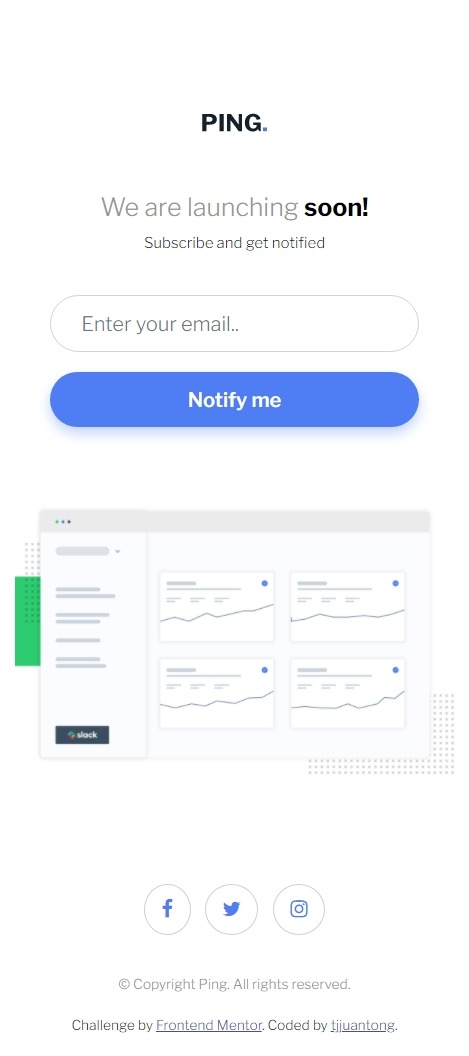 PING.
We are launching soon!
Subscribe and get notified
Enter your email..
Notify me
slack
© Copyright Ping. All rights reserved.
Challenge by Frontend Mentor. Coded by tjjuantong.